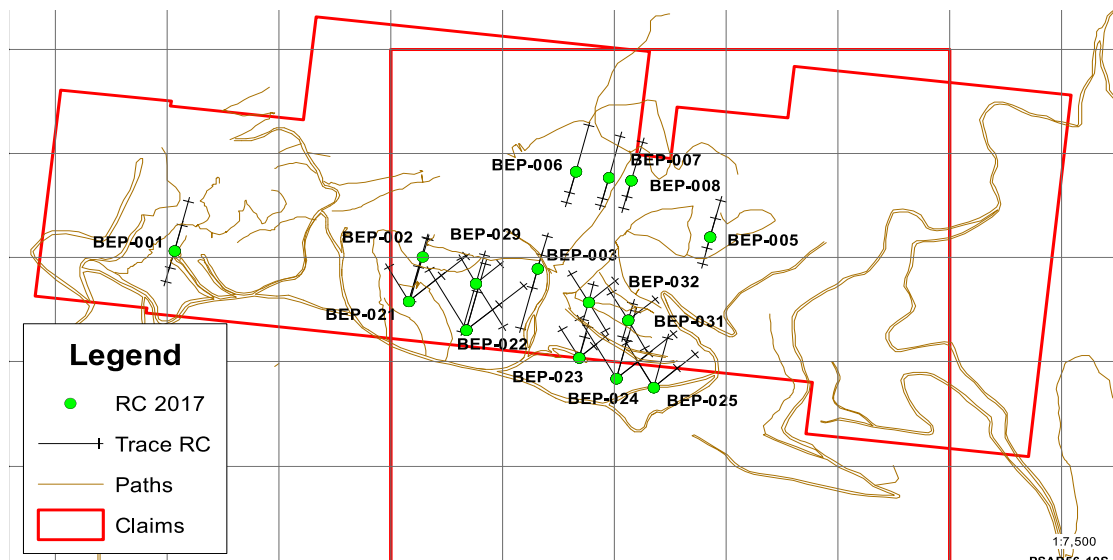 BEP-006
BEP-007
BEP-008
BEP-001
BEP-002
BEP-029
BEP-003
BEP-005
BEP-032
BEP-021
BEP-022
BEP-031
BEP-023
BEP-024
BEP-025
Legend
RC 2017
Trace RC
Paths
Claims
1:7,500